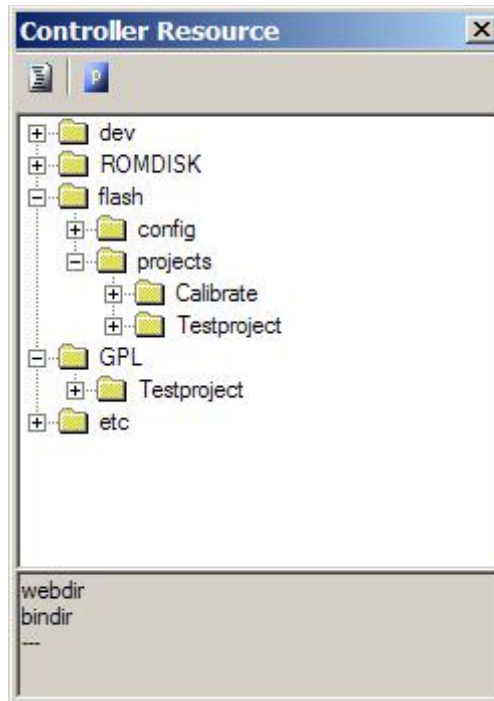 Controller Resource
P
dev
ROMDISK
flash
config
projects
Calibrate
Testproject
GPL
Testproject
etc
webdir
bindir
---